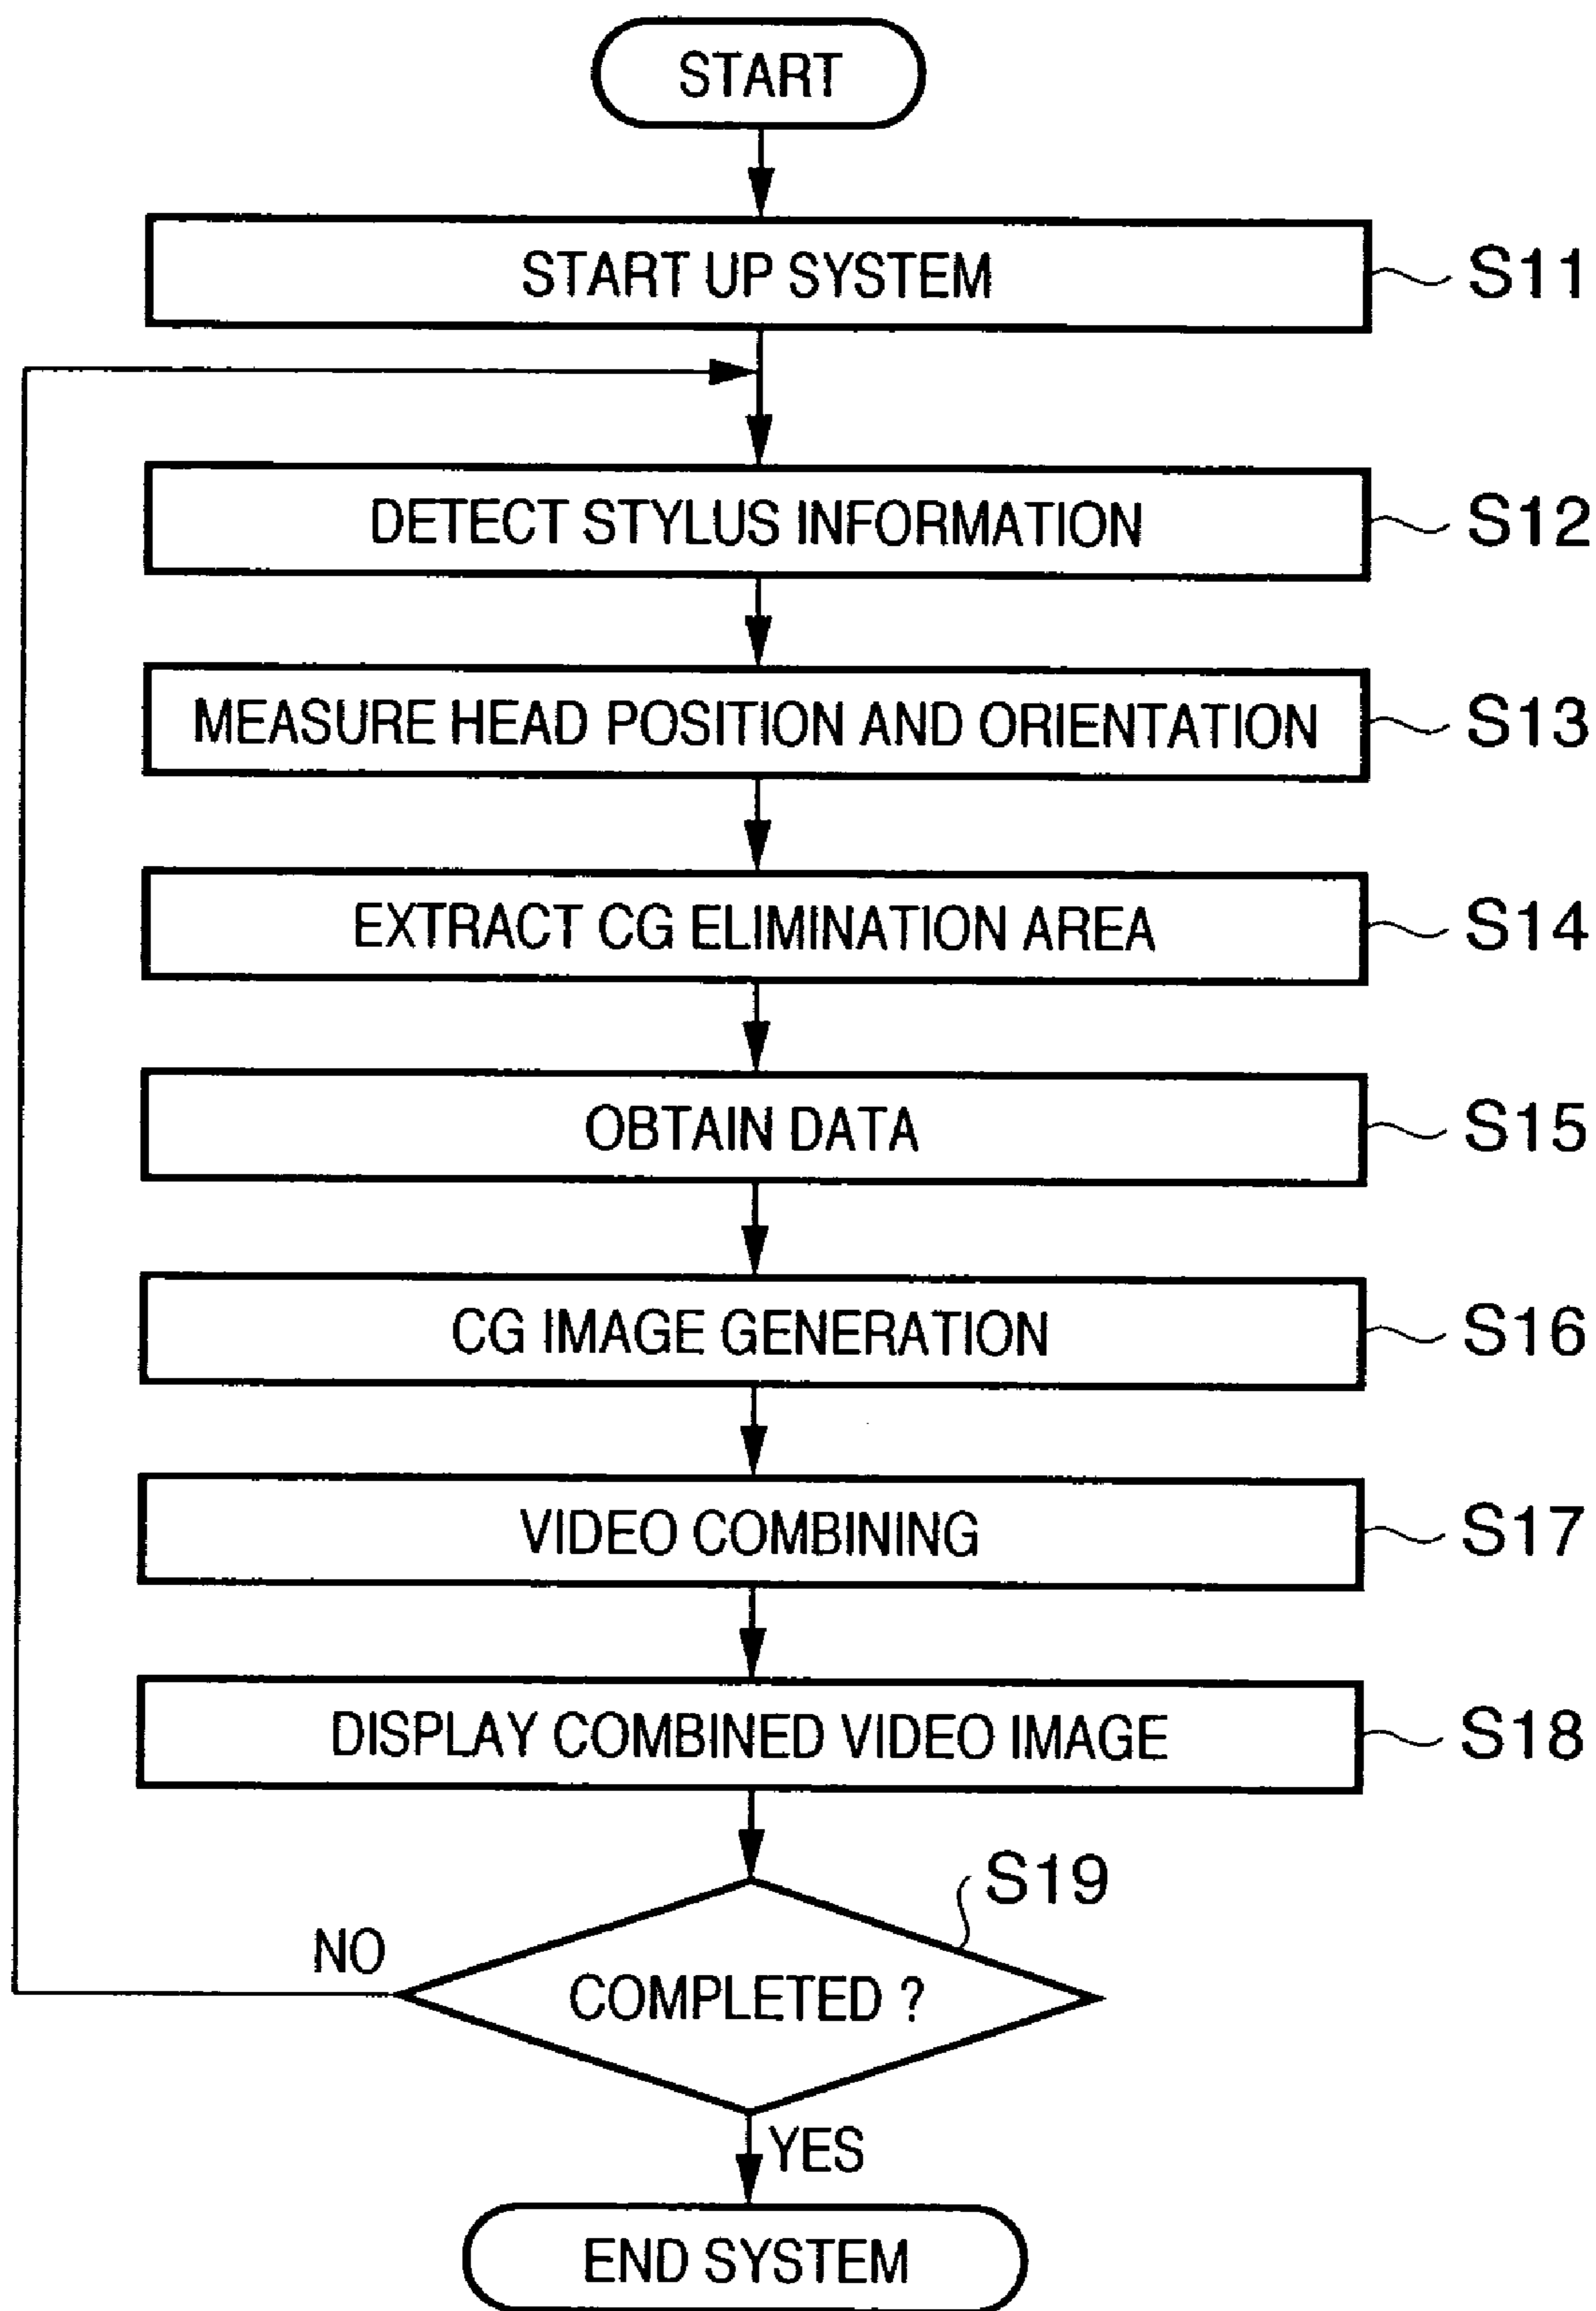 START
START UP SYSTEM
S11
DETECT STYLUS INFORMATION
S12
MEASURE HEAD POSITION AND ORIENTATION
S13
EXTRACT CG ELIMINATION AREA
S14
OBTAIN DATA
S15
CG IMAGE GENERATION
S16
VIDEO COMBINING
S17
DISPLAY COMBINED VIDEO IMAGE
S18
S19
NO
COMPLETED ?
YES
END SYSTEM